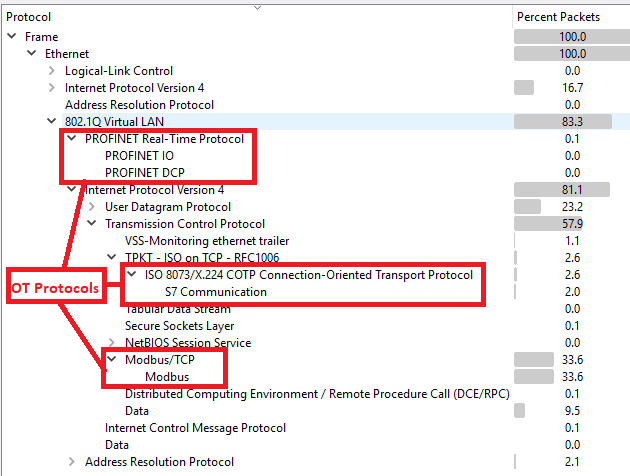 Protocol Percent Packets
Frame 100.0
Ethernet 100.0
Logical-Link Control 0.0
Internet Protocol Version 4 16.7
Address Resolution Protocol 0.0
802.1Q Virtual LAN 83.3
PROFINET Real-Time Protocol 0.1
PROFINET IO 0.0
PROFINET DCP 0.0
Internet Protocol Version 4 81.1
User Datagram Protocol 23.2
Transmission Control Protocol 57.9
VSS-Monitoring ethernet trailer 1.1
TPKT - ISO on TCP - RFC1006 2.6
ISO 8073/X.224 COTP Connection-Oriented Transport Protocol 2.6
OT Protocols S7 Communication 2.0
Tabular Data Stream 0.0
Secure Sockets Layer 0.1
NetBIOS Session Service 0.0
Modbus/TCP 33.6
Modbus 33.6
Distributed Computing Environment / Remote Procedure Call (DCE/RPC) 0.1
Data 9.5
Internet Control Message Protocol 0.1
Data 0.0
Address Resolution Protocol 2.1